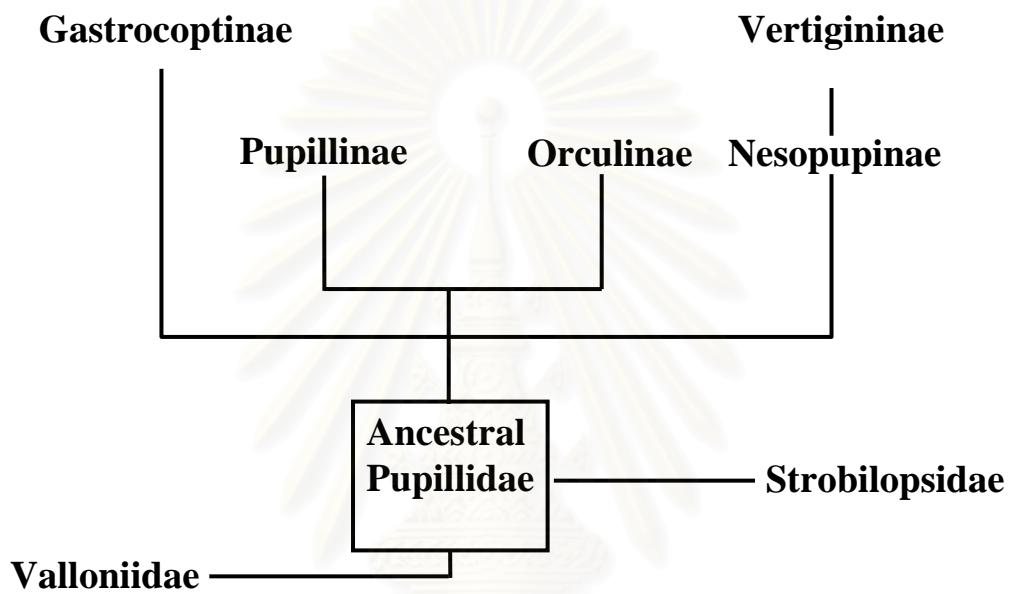 Gastrocoptinae
Vertigininae
Pupillinae
Orculinae
Nesopupinae
Ancestral
Pupillidae
Strobilopsidae
Valloniidae